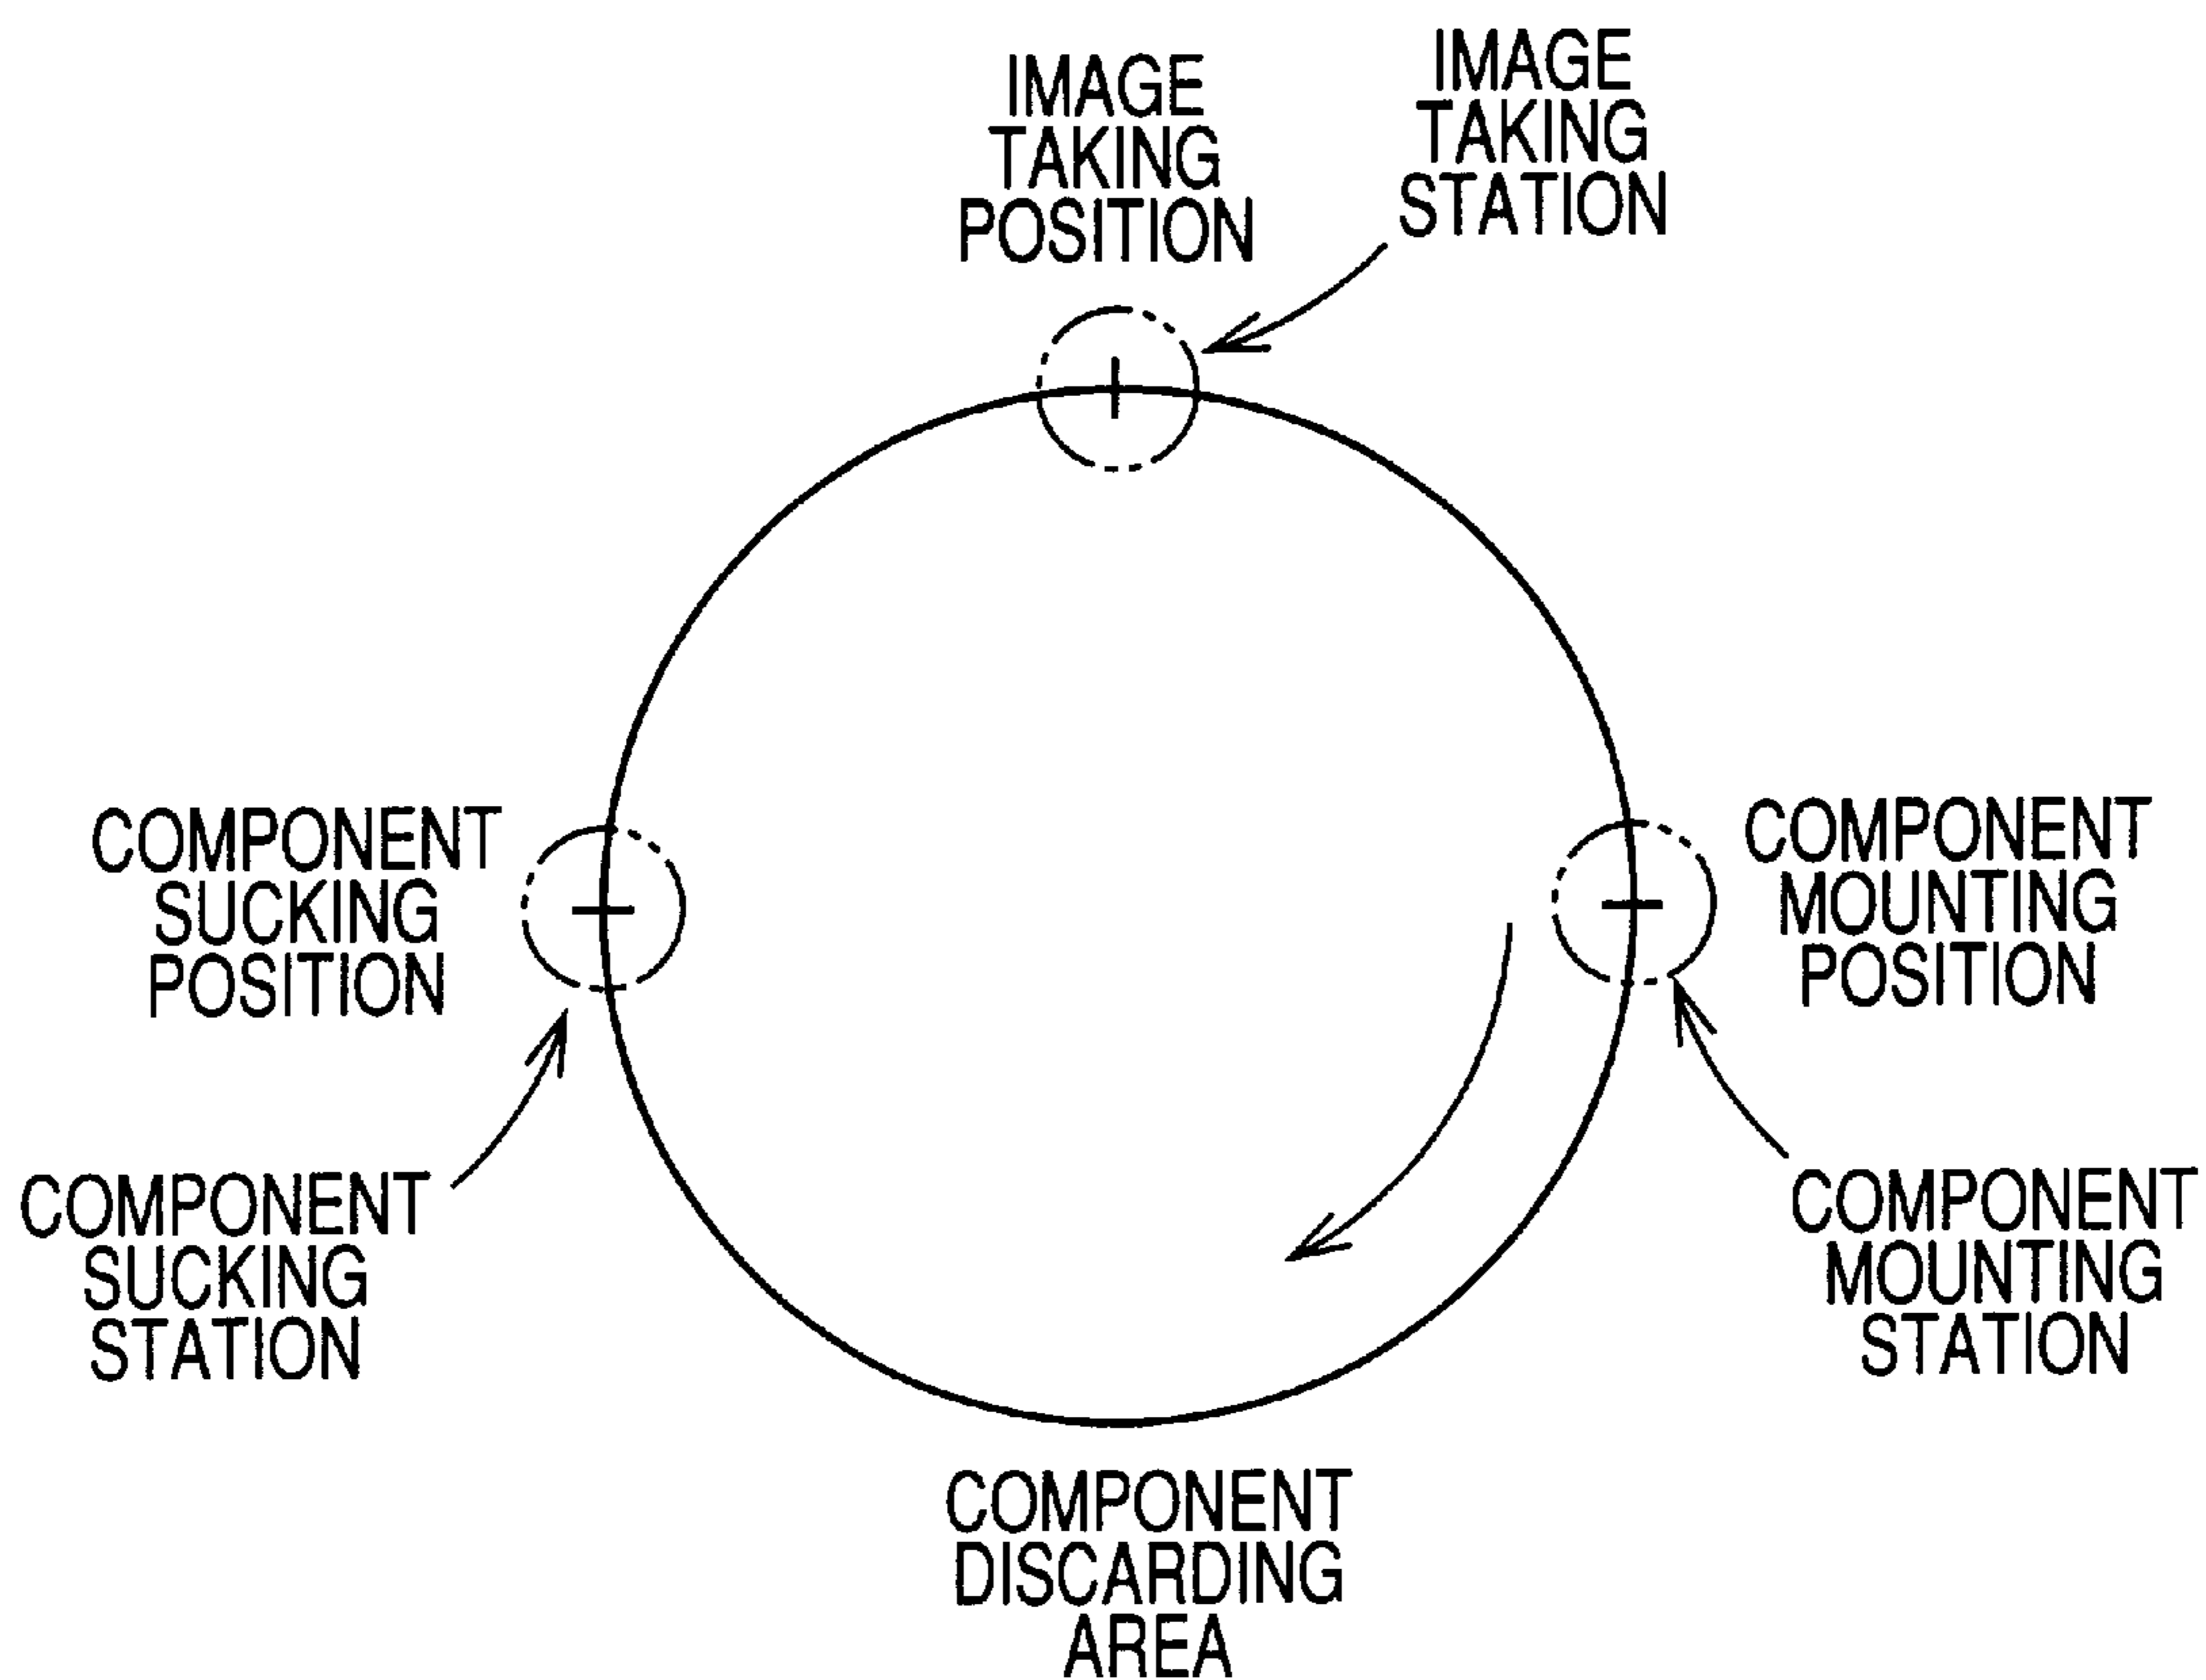 IMAGE
TAKING
POSITION
IMAGE
TAKING
STATION
COMPONENT
SUCKING
POSITION
COMPONENT
MOUNTING
POSITION
COMPONENT
SUCKING
STATION
COMPONENT
MOUNTING
STATION
COMPONENT
DISCARDING
AREA